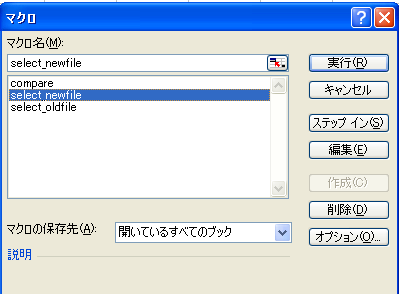 マクロ
マクロ名(M):
select_newfile
compare
select_newfile
select_oldfile
実行(R)
キャンセル
ステップ イン(S)
編集(E)
作成(C)
削除(D)
オプション(O)...
マクロの保存先(A):
開いているすべてのブック
説明